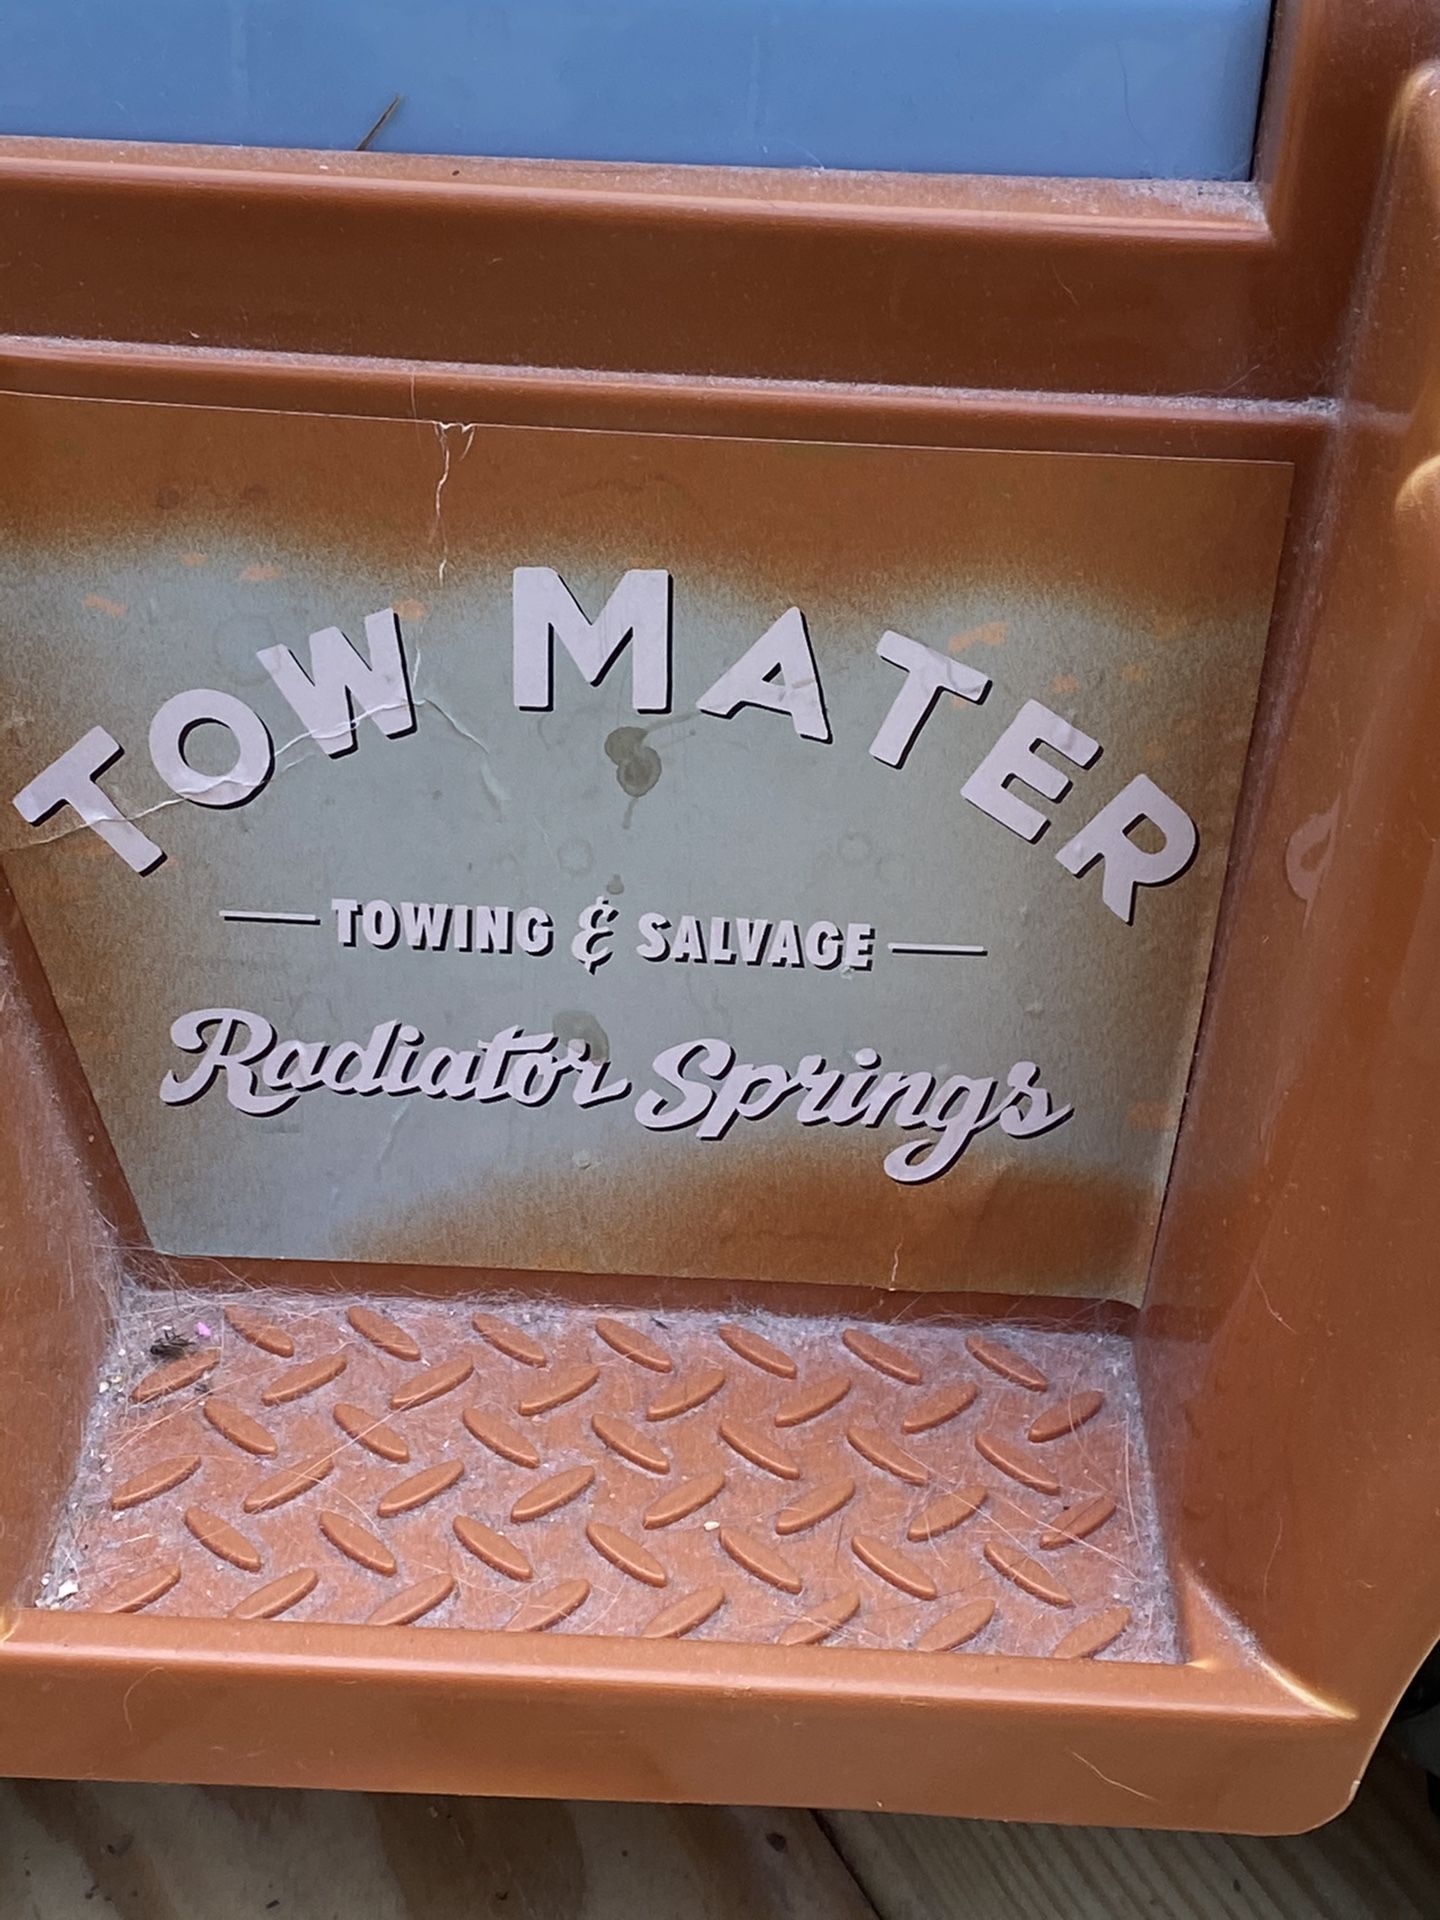 TOW MATER
TOWING & SALVAGE
Radiator Springs